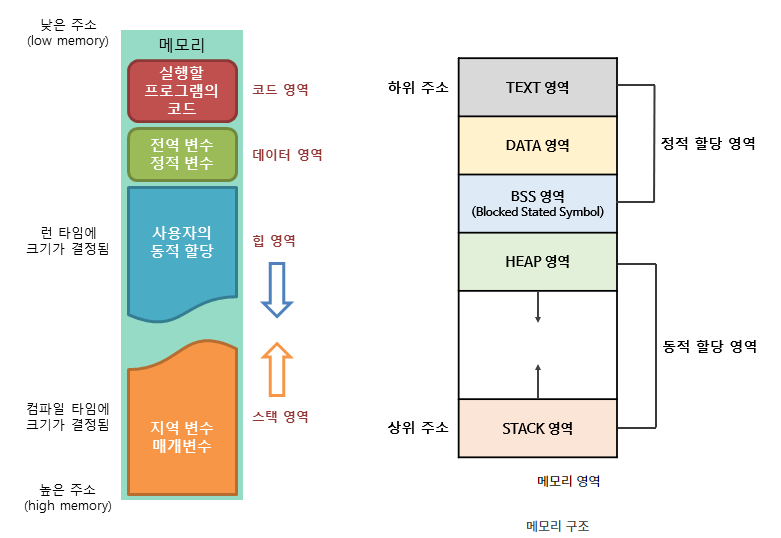 낮은 주소
(low memory)
메모리
실행할
프로그램의
코드
코드 영역
전역 변수
정적 변수
데이터 영역
런 타임에
크기가 결정됨
사용자의
동적 할당
힙 영역
컴파일 타임에
크기가 결정됨
지역 변수
매개변수
스택 영역
높은 주소
(high memory)
하위 주소
TEXT 영역
DATA 영역
BSS 영역
(Blocked Stated Symbol)
정적 할당 영역
HEAP 영역
동적 할당 영역
상위 주소
STACK 영역
메모리 영역
메모리 구조